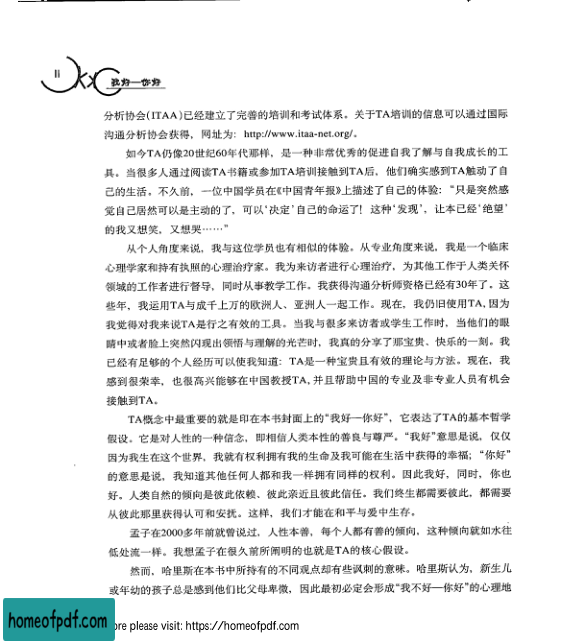 Ii
OK
我好—你好
分析协会(ITAA)已经建立了完善的培训和考试体系。关于TA培训的信息可以通过国际
沟通分析协会获得，网址为：http://www.itaa-net.org/。
如今TA仍像20世纪60年代那样，是一种非常优秀的促进自我了解与自我成长的工
具。当很多人通过阅读TA书籍或参加TA培训接触到TA后，他们确实感到TA触动了自
己的生活。不久前，一位中国学员在《中国青年报》上描述了自己的体验：“只是突然感
觉自己居然可以是主动的了，可以‘决定’自己的命运了！这种‘发现’，让本已经‘绝望’
的我又想笑，又想哭……”
从个人角度来说，我与这位学员也有相似的体验。从专业角度来说，我是一个临床
心理学家和持有执照的心理治疗家。我为来访者进行心理治疗，为其他工作于人类关怀
领域的工作者进行督导，同时从事教学工作。我获得沟通分析师资格已经有30年了。这
些年，我运用TA与成千上万的欧洲人、亚洲人一起工作。现在，我仍旧使用TA，因为
我觉得对我来说TA是行之有效的工具。当我与很多来访者或学生工作时，当他们的眼
睛中或者脸上突然闪现出领悟与理解的光芒时，我真的分享了那宝贵、快乐的一刻。我
已经有足够的个人经历可以使我知道：TA是一种宝贵且有效的理论与方法。现在，我
感到很荣幸，也很高兴能够在中国教授TA，并且帮助中国的专业及非专业人员有机会
接触到TA。
TA概念中最重要的就是印在本书封面上的“我好—你好”，它表达了TA的基本哲学
假设。它是对人性的一种信念，即相信人类本性的善良与尊严。“我好”意思是说，仅仅
因为我生在这个世界，我就有权利拥有我的生命及我可能在生活中获得的幸福；“你好”
的意思是说，我知道其他任何人都和我一样拥有同样的权利。因此我好，同时，你也
好。人类自然的倾向是彼此依赖、彼此亲近且彼此信任。我们终生都需要彼此，都需要
从彼此那里获得认可和安抚。这样，我们才能在和平与爱中生存。
孟子在2000多年前就曾说过，人性本善，每个人都有善的倾向，这种倾向就如水往
低处流一样。我想孟子在很久前所阐明的也就是TA的核心假设。
然而，哈里斯在本书中所持有的不同观点却有些讽刺的意味。哈里斯认为，新生儿
或年幼的孩子总是感到他们比父母卑微，因此最初必定会形成“我不好—你好”的心理地
homeofpdf.com
ore please visit: https://homeofpdf.com